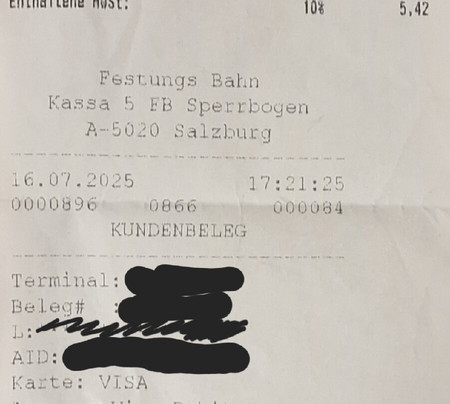 Enthaltene MwSt: 10% 5,42
Festungs Bahn
Kassa 5 FB Sperrbogen
A-5020 Salzburg
16.07.2025 17:21:25
0000896 0866 000084
KUNDENBELEG
Terminal:
Beleg# :
L:
AID:
Karte: VISA